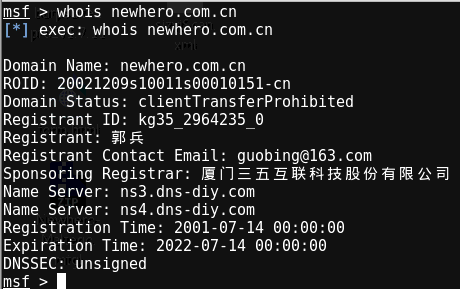 msf > whois newhero.com.cn
[*] exec: whois newhero.com.cn
Domain Name: newhero.com.cn
ROID: 20021209s10011s00010151-cn
Domain Status: clientTransferProhibited
Registrant ID: kg35_2964235_0
Registrant: 郭兵
Registrant Contact Email: guobing@163.com
Sponsoring Registrar: 厦门三五互联科技股份有限公司
Name Server: ns3.dns-diy.com
Name Server: ns4.dns-diy.com
Registration Time: 2001-07-14 00:00:00
Expiration Time: 2022-07-14 00:00:00
DNSSEC: unsigned
msf >